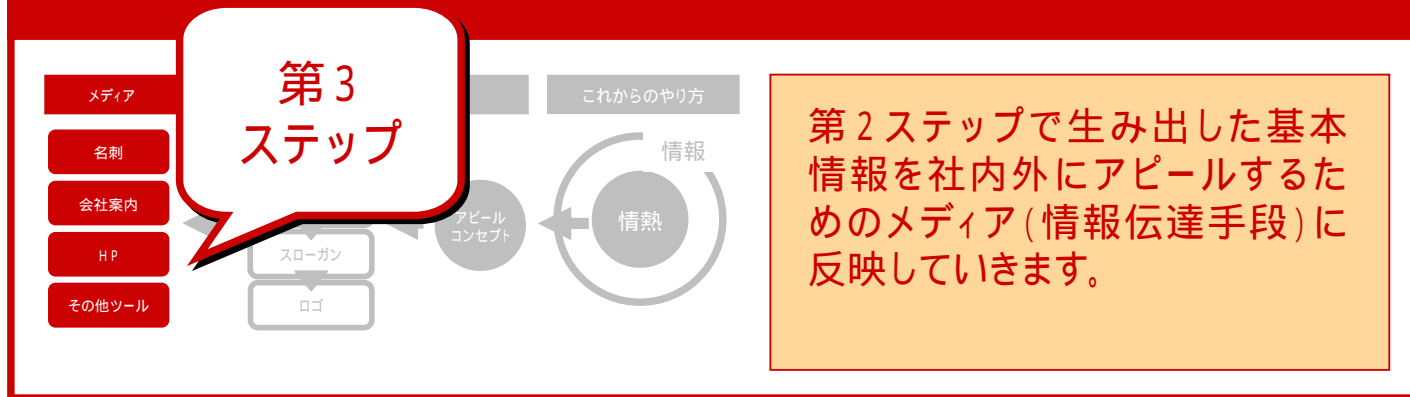 第3
ステップ
メディア
名刺
会社案内
HP
その他ツール
スローガン
ロゴ
アピール
コンセプト
これからのやり方
情報
情熱
第2ステップで生み出した基本
情報を社内外にアピールするた
めのメディア(情報伝達手段)に
反映していきます。